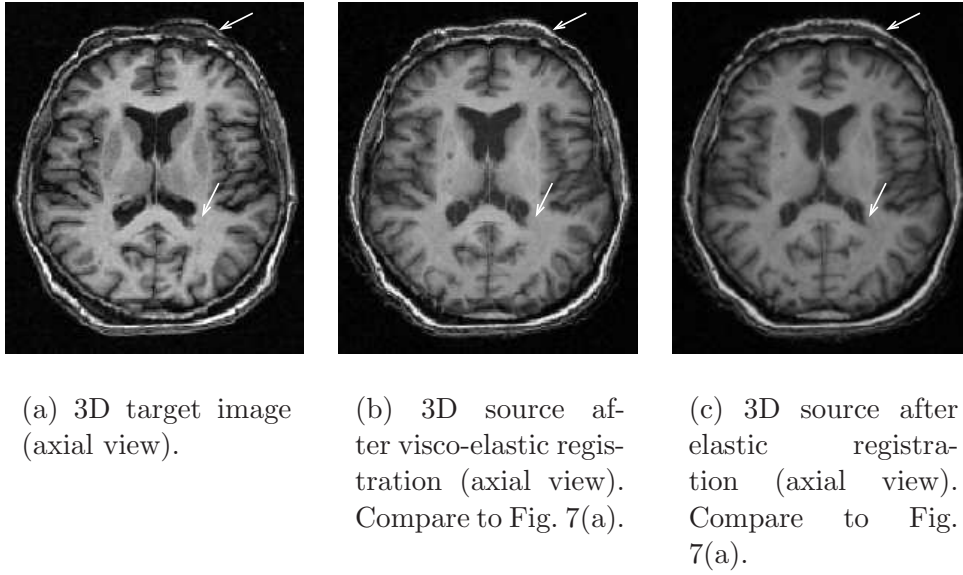 (a) 3D target image
(axial view).
(b) 3D source af-
ter visco-elastic regis-
tration (axial view).
Compare to Fig. 7(a).
(c) 3D source after
elastic registra-
tion (axial view).
Compare to Fig.
7(a).